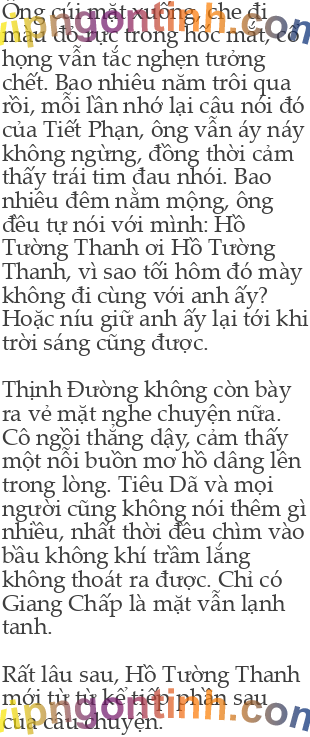 Ông cúi mặt xuống, che đi
màu đỏ rực trong hốc mắt, cổ
họng vẫn tắc nghẹn tưởng
chết. Bao nhiêu năm trôi qua
rồi, mỗi lần nhớ lại câu nói đó
của Tiết Phạn, ông vẫn áy náy
không ngừng, đồng thời cảm
thấy trái tim đau nhói. Bao
nhiêu đêm nằm mộng, ông
đều tự nói với mình: Hồ
Tường Thanh ơi Hồ Tường
Thanh, vì sao tối hôm đó mày
không đi cùng với anh ấy?
Hoặc níu giữ anh ấy lại tới khi
trời sáng cũng được.
Thịnh Đường không còn bày
ra vẻ mặt nghe chuyện nữa.
Cô ngồi thẳng dậy, cảm thấy
một nỗi buồn mơ hồ dâng lên
trong lòng. Tiêu Dã và mọi
người cũng không nói thêm gì
nhiều, nhất thời đều chìm vào
bầu không khí trầm lắng
không thoát ra được. Chỉ có
Giang Chấp là mặt vẫn lạnh
tanh.
Rất lâu sau, Hồ Tường Thanh
mới từ từ kể tiếp phần sau
của câu chuyện.
vipngontinh.com
vipngontinh.com